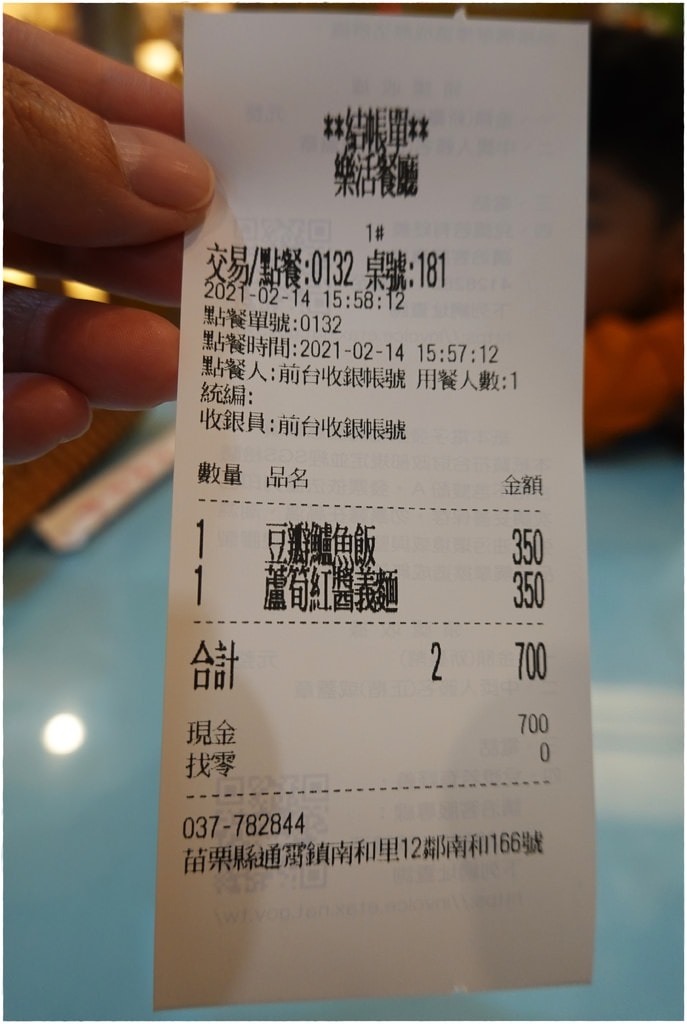 **結帳單**
樂活餐廳
1#
交易/點餐:0132 桌號:181
2021-02-14 15:58:12
點餐單號:0132
點餐時間:2021-02-14 15:57:12
點餐人:前台收銀帳號 用餐人數:1
統編:
收銀員:前台收銀帳號
數量 品名 金額
1 豆瓣鱸魚飯 350
1 蘆筍紅醬義麵 350
合計 2 700
現金 700
找零 0
037-782844
苗栗縣通霄鎮南和里12鄰南和166號